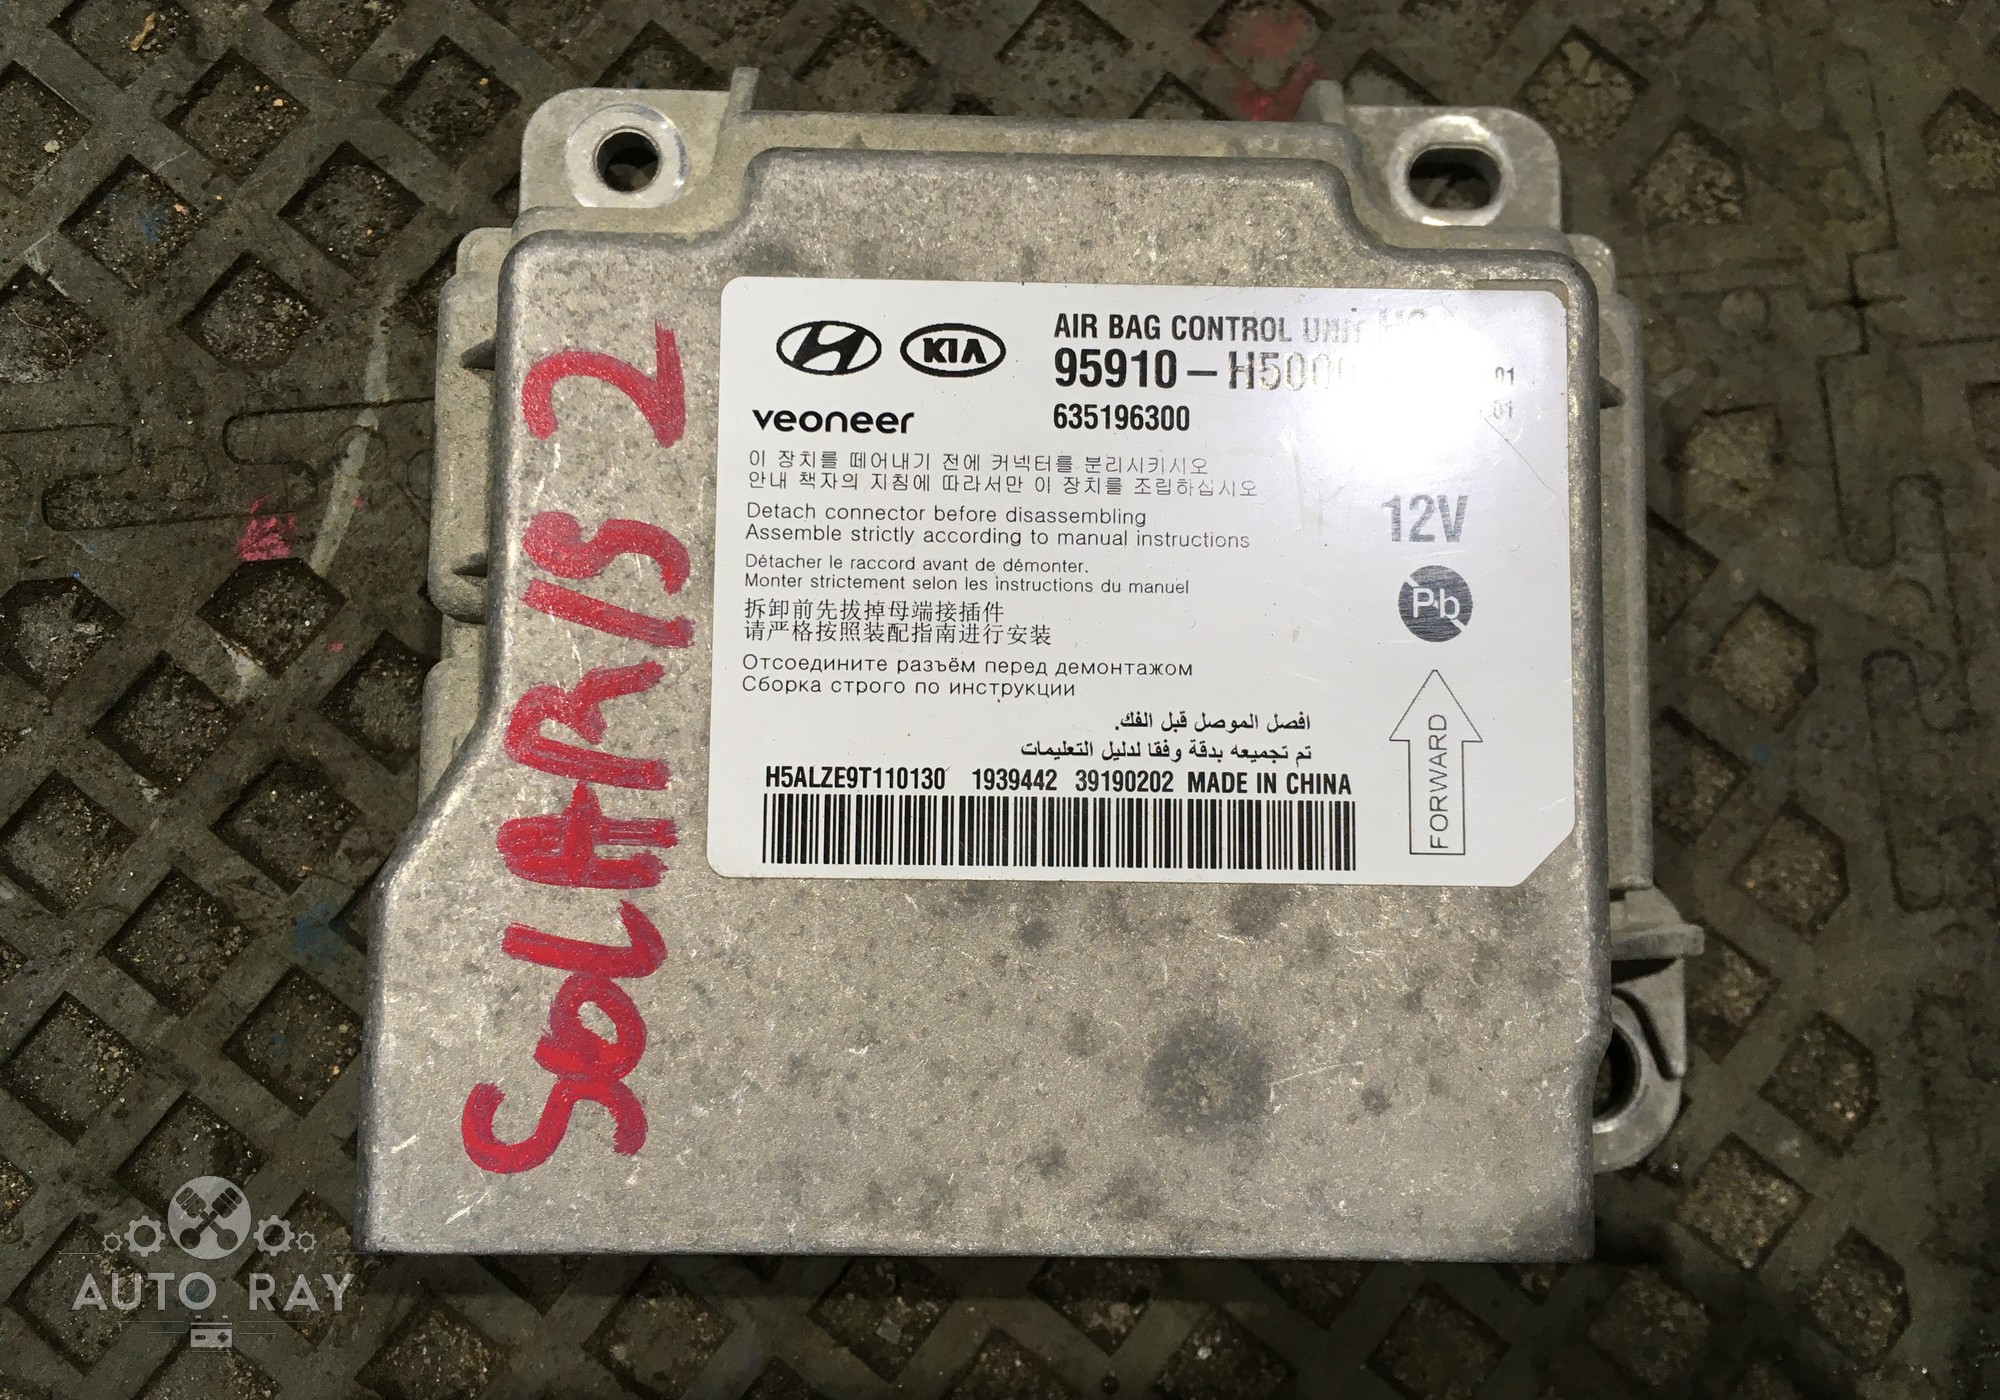 SOLARIS 2
KIA
AIR BAG CONTROL UNIT
95910-H5000
01
veoneer
635196300
01
이 장치를 떼어내기 전에 커넥터를 분리시키시오
안내 책자의 지침에 따라서만 이 장치를 조립하십시오
Detach connector before disassembling
Assemble strictly according to manual instructions
12V
Détacher le raccord avant de démonter.
Monter strictement selon les instructions du manuel
Pb
拆卸前先拔掉母端接插件
请严格按照装配指南进行安装
Отсоедините разъём перед демонтажом
Сборка строго по инструкции
افصل الموصل قبل الفك.
تم تجميعه بدقة وفقا لدليل التعليمات
FORWARD
H5ALZE9T110130 1939442 39190202 MADE IN CHINA
AUTO RAY